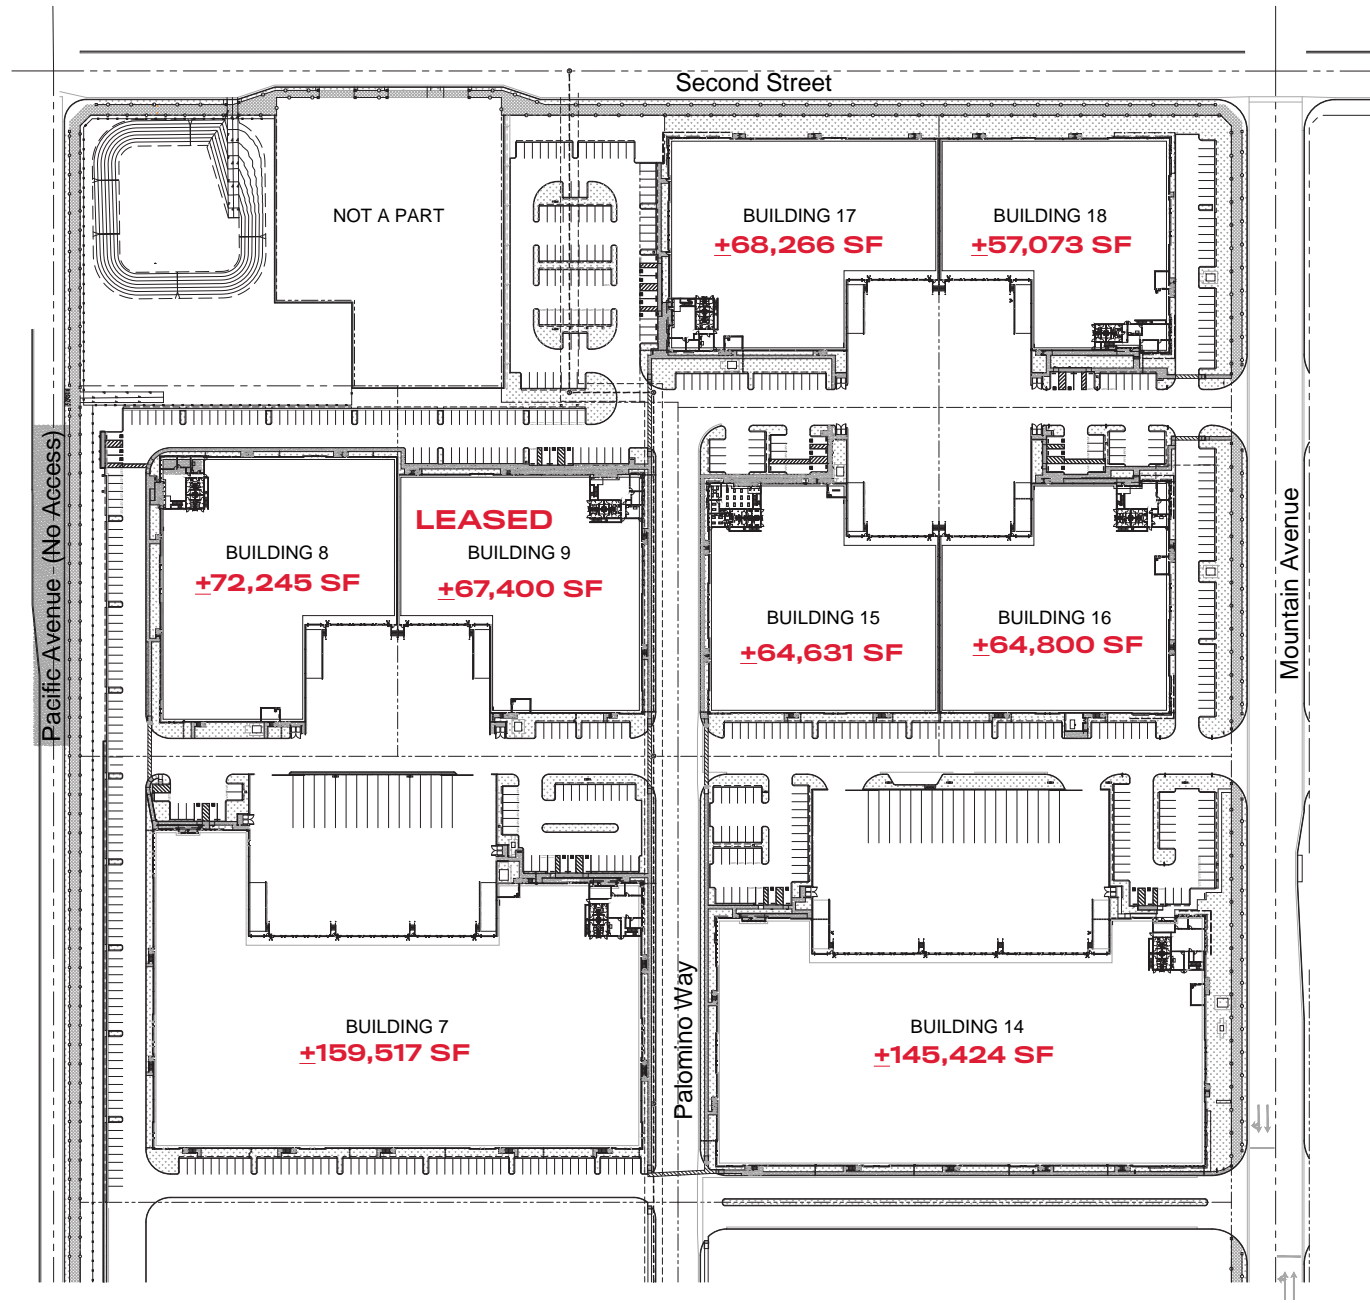 Second Street
NOT A PART
BUILDING 17
+68,266 SF
BUILDING 18
+57,073 SF
Pacific Avenue - (No Access)
LEASED
BUILDING 8
+72,245 SF
BUILDING 9
+67,400 SF
BUILDING 15
+64,631 SF
BUILDING 16
+64,800 SF
Mountain Avenue
Palomino Way
BUILDING 7
+159,517 SF
BUILDING 14
+145,424 SF